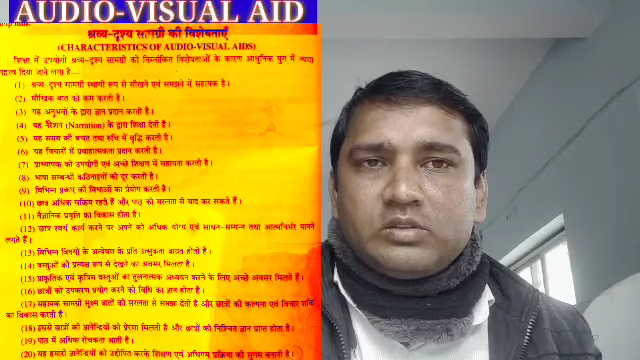 AUDIO-VISUAL AID
श्रव्य-दृश्य सामग्री की विशेषताएँ
(CHARACTERISTICS OF AUDIO-VISUAL AIDS)
शिक्षा में उपयोगी श्रव्य-दृश्य सामग्री को निम्नांकित विशेषताओं के कारण आधुनिक युग में ज्यादा
महत्व दिया जाने लगा है—
(1) श्रव्य-दृश्य सामग्री स्थायी रूप से सीखने एवं समझने में सहायक है।
(2) मौखिक बात को कम करती है।
(3) यह अनुभवों के द्वारा ज्ञान प्रदान करती है।
(4) यह नैरेशन (Narration) के द्वारा शिक्षा देती है।
(5) यह समय की बचत तथा रुचि में वृद्धि करती है।
(6) यह विचारों में प्रवाहात्मकता प्रदान करती है।
(7) प्राध्यापक को उपयोगी एवं अच्छे शिक्षण में सहायता करती है।
(8) भाषा सम्बन्धी कठिनाइयों को दूर करती है।
(9) विभिन्न प्रकार की विधाओं का प्रयोग करती है।
(10) छात्र अधिक सक्रिय रहते हैं और पाठ को सरलता से याद कर सकते हैं।
(11) वैज्ञानिक प्रवृत्ति का विकास होता है।
(12) छात्र स्वयं कार्य करने पर अपने को अधिक योग्य एवं साधन-सम्पन्न तथा आत्मनिर्भर मानने
लगते हैं।
(13) विभिन्न विषयों के अन्वेषण के प्रति उत्सुकता जाग्रत होती है।
(14) वस्तुओं को प्रत्यक्ष रूप से देखने का अवसर मिलता है।
(15) प्राकृतिक एवं कृत्रिम वस्तुओं का तुलनात्मक अध्ययन करने के लिए अच्छे अवसर मिलते हैं।
(16) छात्रों को उपकरण प्रयोग करने की विधि का ज्ञान होता है।
(17) सहायक सामग्री सूक्ष्म बातों को सरलता से समझा देती है और छात्रों की कल्पना एवं विचार शक्ति
का विकास करती है।
(18) इससे छात्रों की ज्ञानेन्द्रियों को प्रेरणा मिलती है और छात्रों को निश्चित ज्ञान प्राप्त होता है।
(19) पाठ में अधिक रोचकता आती है।
(20) यह हमारी ज्ञानेन्द्रियों को उद्दीपित करके शिक्षण एवं अधिगम प्रक्रिया को सुगम बनाती है।